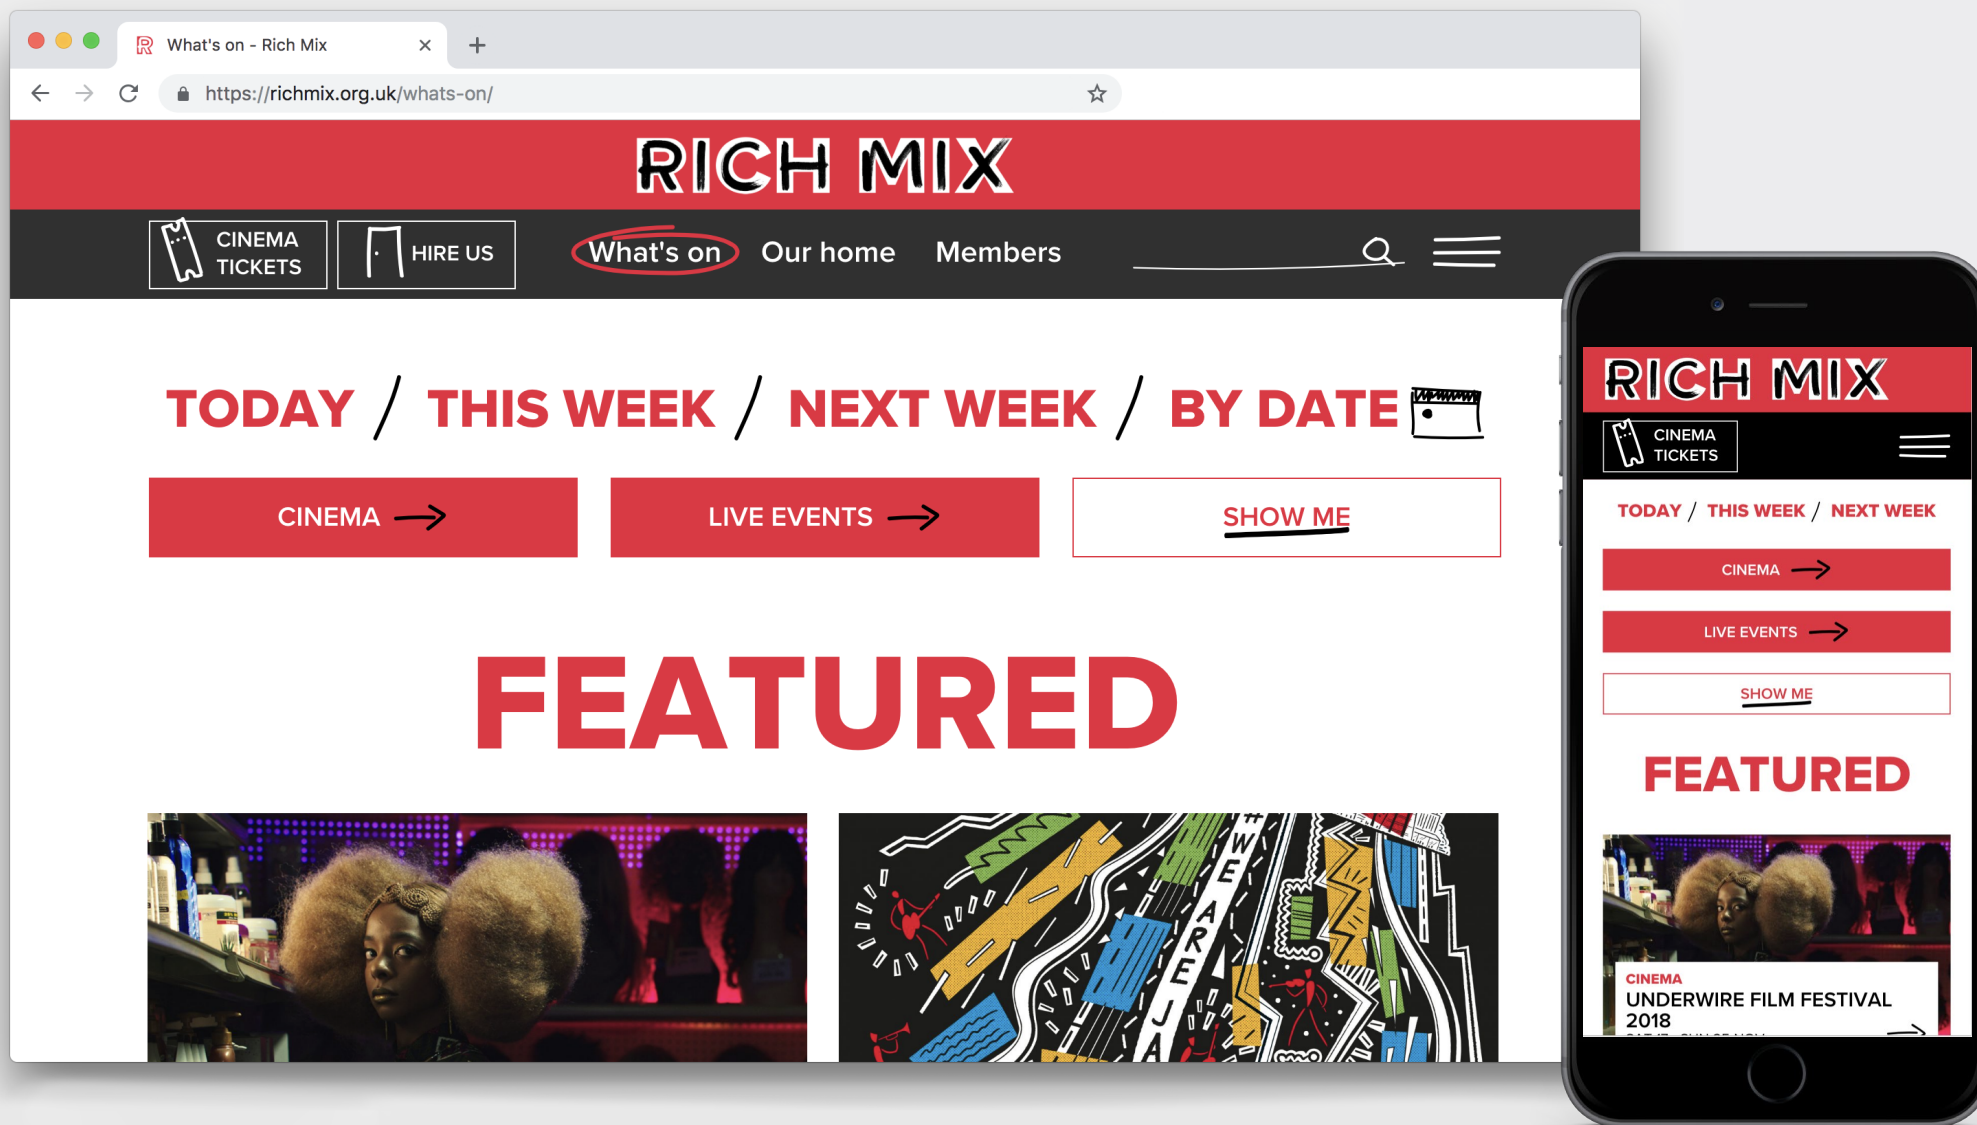 What's on - Rich Mix
https://richmix.org.uk/whats-on/
RICH MIX
CINEMA
TICKETS
HIRE US
What's on
Our home
Members
TODAY / THIS WEEK / NEXT WEEK / BY DATE
CINEMA
LIVE EVENTS
SHOW ME
FEATURED
#WE ARE JA
RICH MIX
CINEMA
TICKETS
TODAY / THIS WEEK / NEXT WEEK
CINEMA
LIVE EVENTS
SHOW ME
FEATURED
CINEMA
UNDERWIRE FILM FESTIVAL
2018